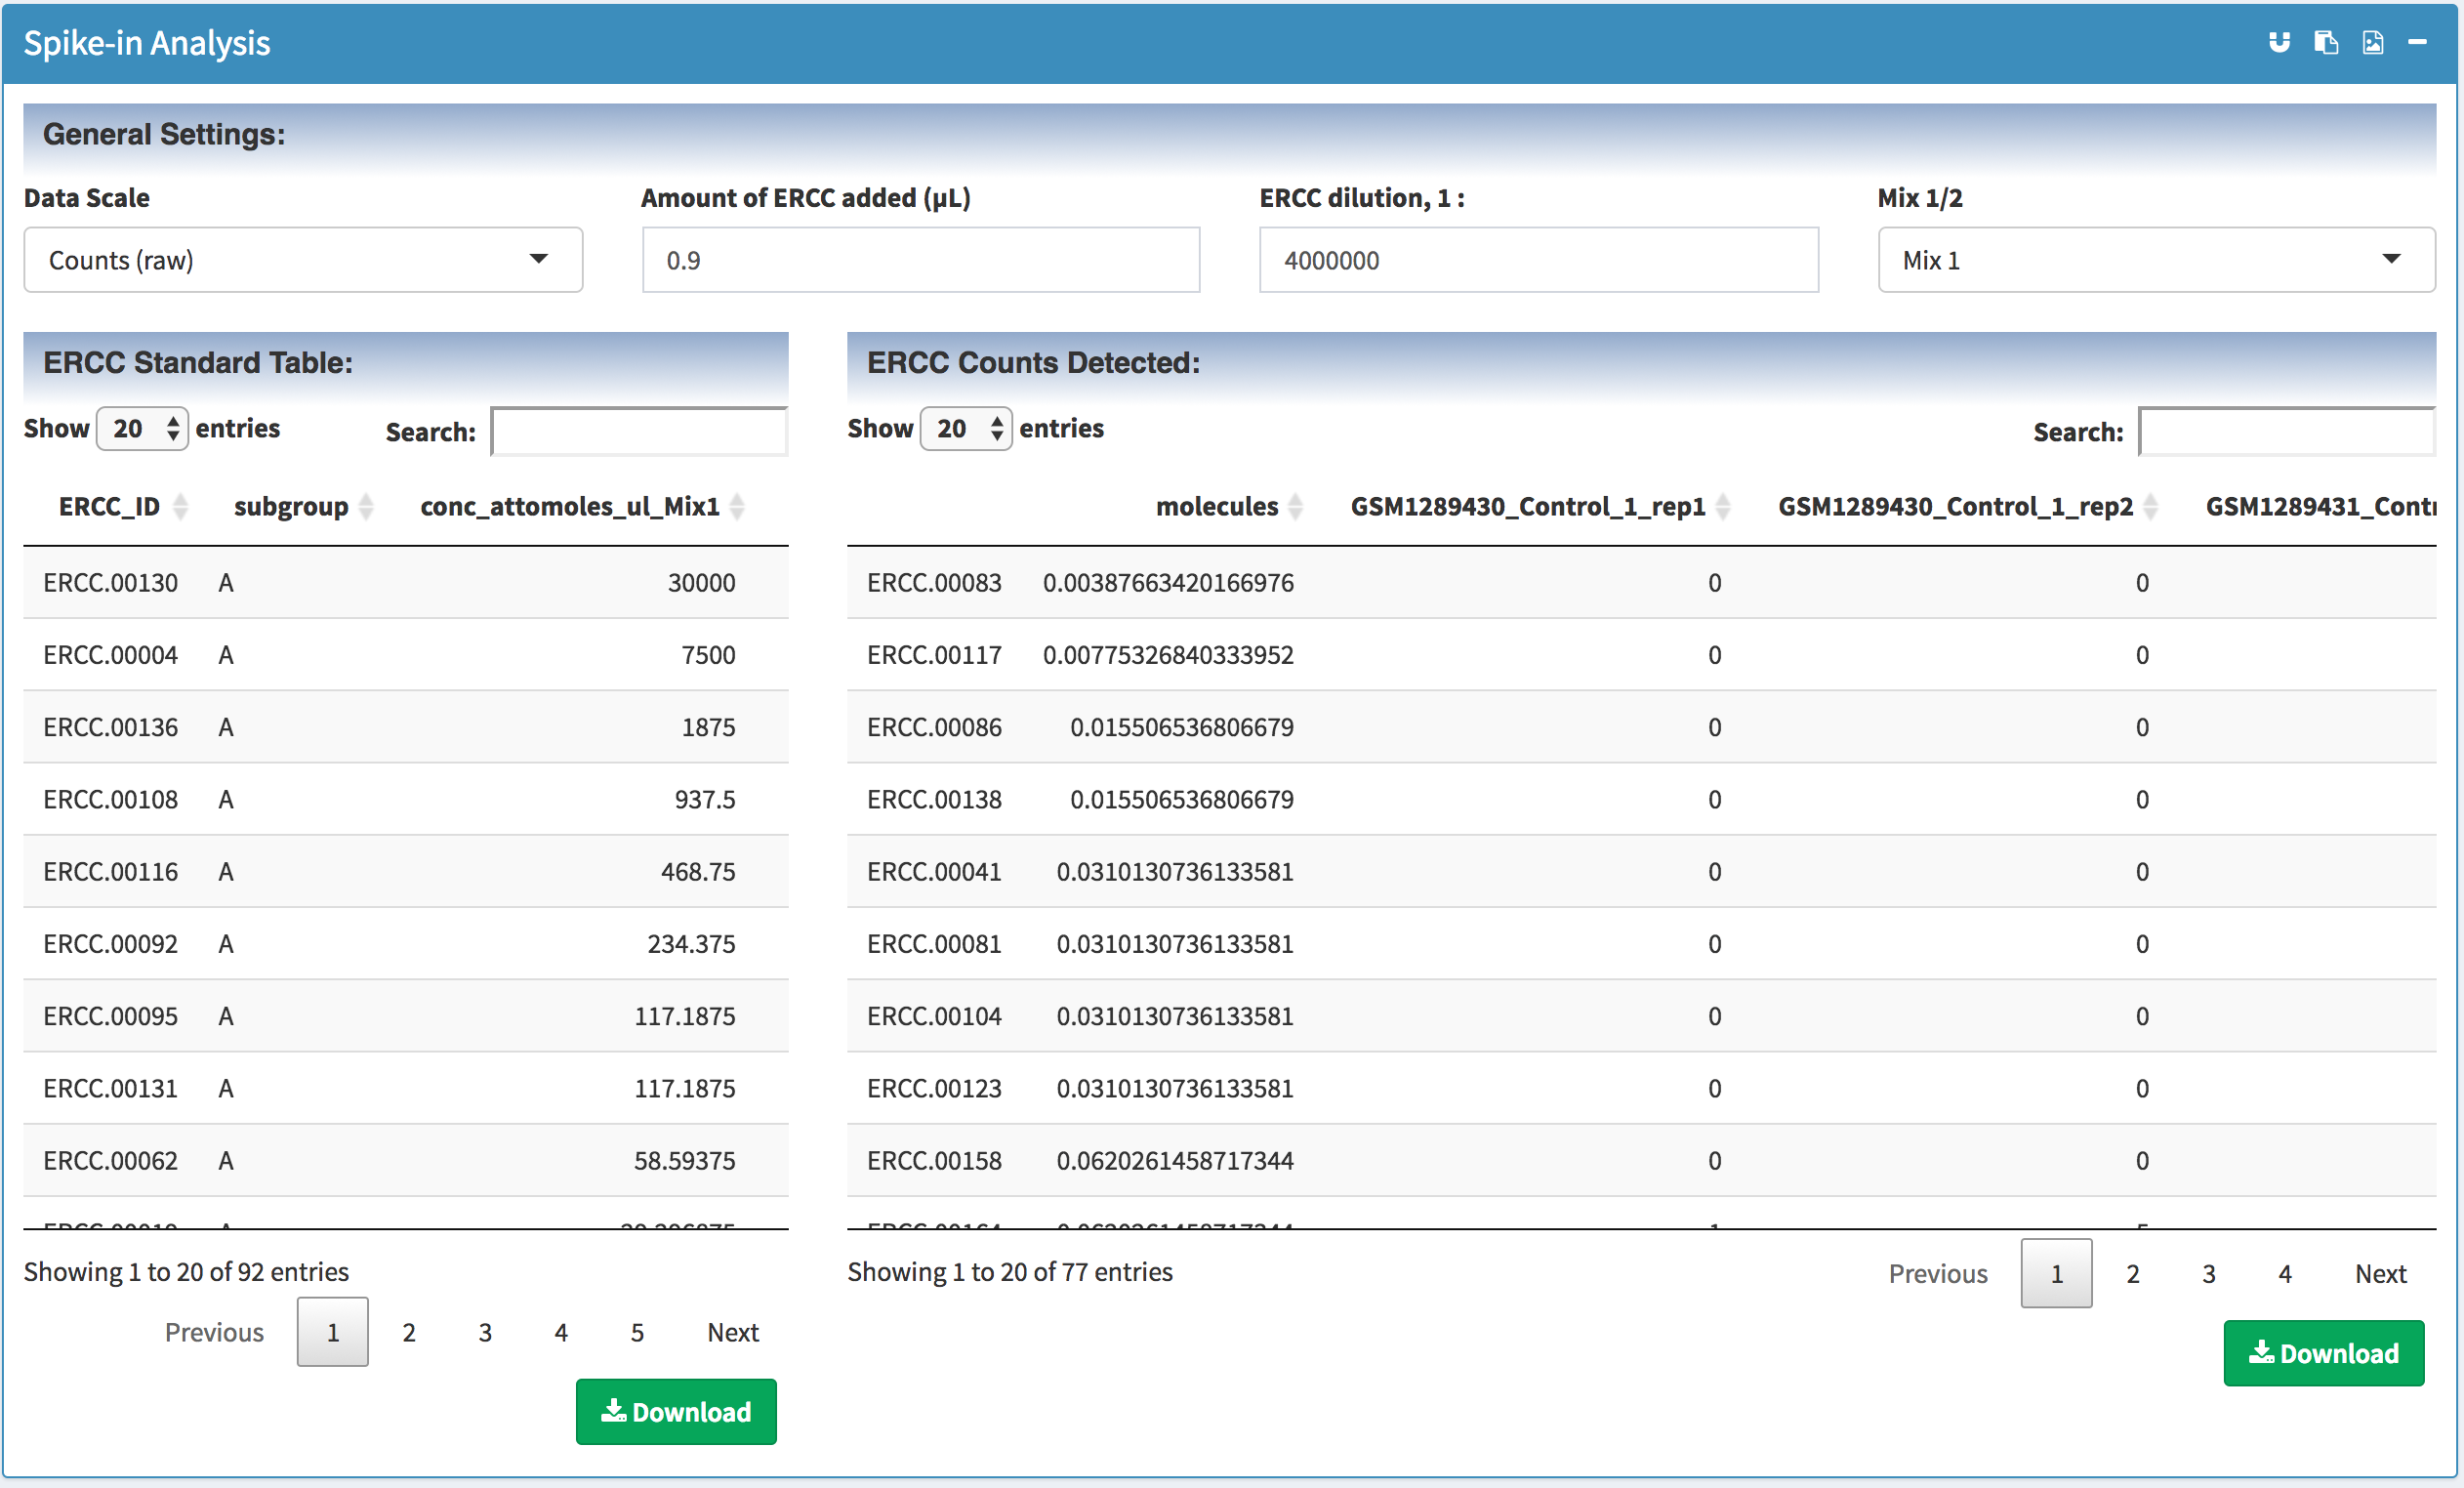 Spike-in Analysis
General Settings:
Data Scale
Amount of ERCC added (µL)
ERCC dilution, 1 :
Mix 1/2
Counts (raw)
0.9
4000000
Mix 1
ERCC Standard Table:
Show 20 entries
Search:
ERCC_ID subgroup conc_attomoles_ul_Mix1
ERCC.00130 A 30000
ERCC.00004 A 7500
ERCC.00136 A 1875
ERCC.00108 A 937.5
ERCC.00116 A 468.75
ERCC.00092 A 234.375
ERCC.00095 A 117.1875
ERCC.00131 A 117.1875
ERCC.00062 A 58.59375
Showing 1 to 20 of 92 entries
Previous 1 2 3 4 5 Next
Download
ERCC Counts Detected:
Show 20 entries
Search:
molecules GSM1289430_Control_1_rep1 GSM1289430_Control_1_rep2 GSM1289431_Contr
ERCC.00083 0.00387663420166976 0 0
ERCC.00117 0.00775326840333952 0 0
ERCC.00086 0.015506536806679 0 0
ERCC.00138 0.015506536806679 0 0
ERCC.00041 0.0310130736133581 0 0
ERCC.00081 0.0310130736133581 0 0
ERCC.00104 0.0310130736133581 0 0
ERCC.00123 0.0310130736133581 0 0
ERCC.00158 0.0620261458717344 0 0
Showing 1 to 20 of 77 entries
Previous 1 2 3 4 Next
Download